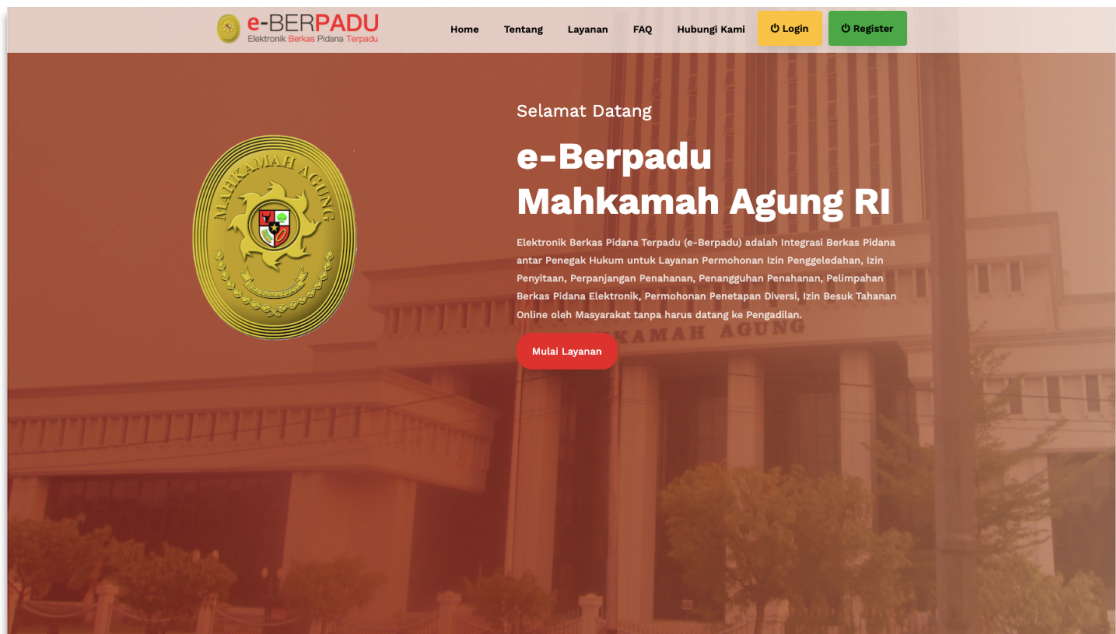 e-BERPADU
Elektronik Berkas Pidana Terpadu
Home Tentang Layanan FAQ Hubungi Kami Login Register
Selamat Datang
e-Berpadu
Mahkamah Agung RI
MAHKAMAH AGUNG
Elektronik Berkas Pidana Terpadu (e-Berpadu) adalah Integrasi Berkas Pidana
antar Penegak Hukum untuk Layanan Permohonan Izin Penggeledahan, Izin
Penyitaan, Perpanjangan Penahanan, Penangguhan Penahanan, Pelimpahan
Berkas Pidana Elektronik, Permohonan Penetapan Diversi, Izin Besuk Tahanan
Online oleh Masyarakat tanpa harus datang ke Pengadilan.
KAMAH AGUNG
Mulai Layanan